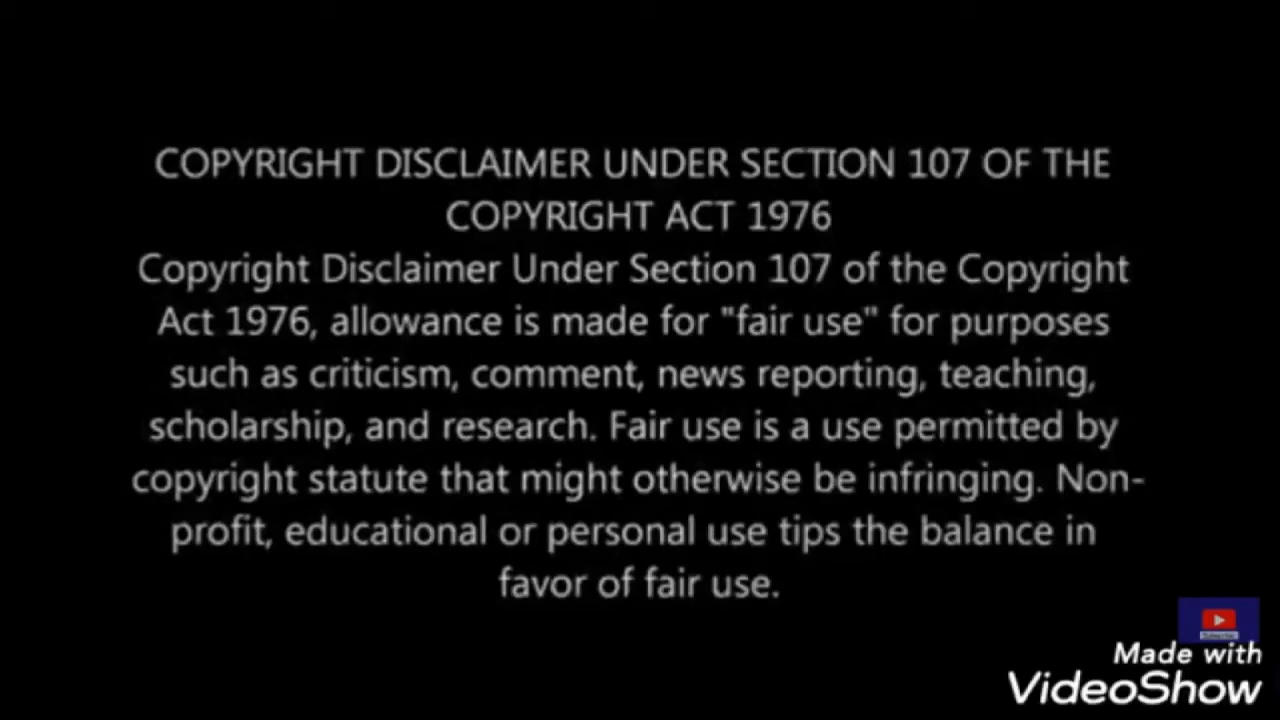 COPYRIGHT DISCLAIMER UNDER SECTION 107 OF THE
COPYRIGHT ACT 1976
Copyright Disclaimer Under Section 107 of the Copyright
Act 1976, allowance is made for "fair use" for purposes
such as criticism, comment, news reporting, teaching,
scholarship, and research. Fair use is a use permitted by
copyright statute that might otherwise be infringing. Non-
profit, educational or personal use tips the balance in
favor of fair use.
Made with
VideoShow